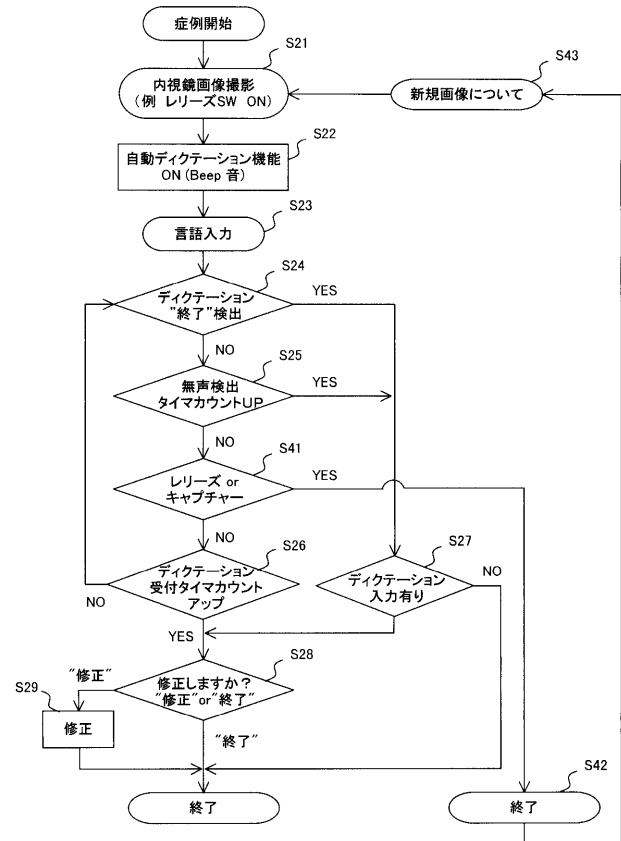 症例開始
S21
内視鏡画像撮影
(例 レリーズSW ON)
S43
新規画像について
S22
自動ディクテーション機能
ON (Beep 音)
S23
言語入力
S24
ディクテーション
"終了"検出
YES
NO
S25
無声検出
タイマカウントUP
YES
NO
S41
レリーズ or
キャプチャー
YES
NO
S26
ディクテーション
受付タイマカウント
アップ
NO
YES
S27
ディクテーション
入力有り
NO
S28
修正しますか?
"修正"or"終了"
"修正"
S29
修正
"終了"
終了
S42
終了